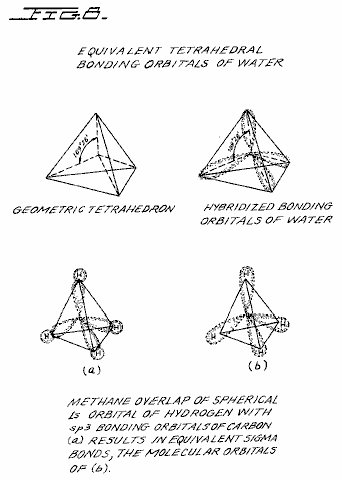 FIG.8.
EQUIVALENT TETRAHEDRAL
BONDING ORBITALS OF WATER
109°28'
109°28'
GEOMETRIC TETRAHEDRON
HYBRIDIZED BONDING
ORBITALS OF WATER
H
H
H
H
H
H
H
H
(a)
(b)
METHANE OVERLAP OF SPHERICAL
1s ORBITAL OF HYDROGEN WITH
sp3 BONDING ORBITALS OF CARBON
(a) RESULTS IN EQUIVALENT SIGMA
BONDS, THE MOLECULAR ORBITALS
OF (b).